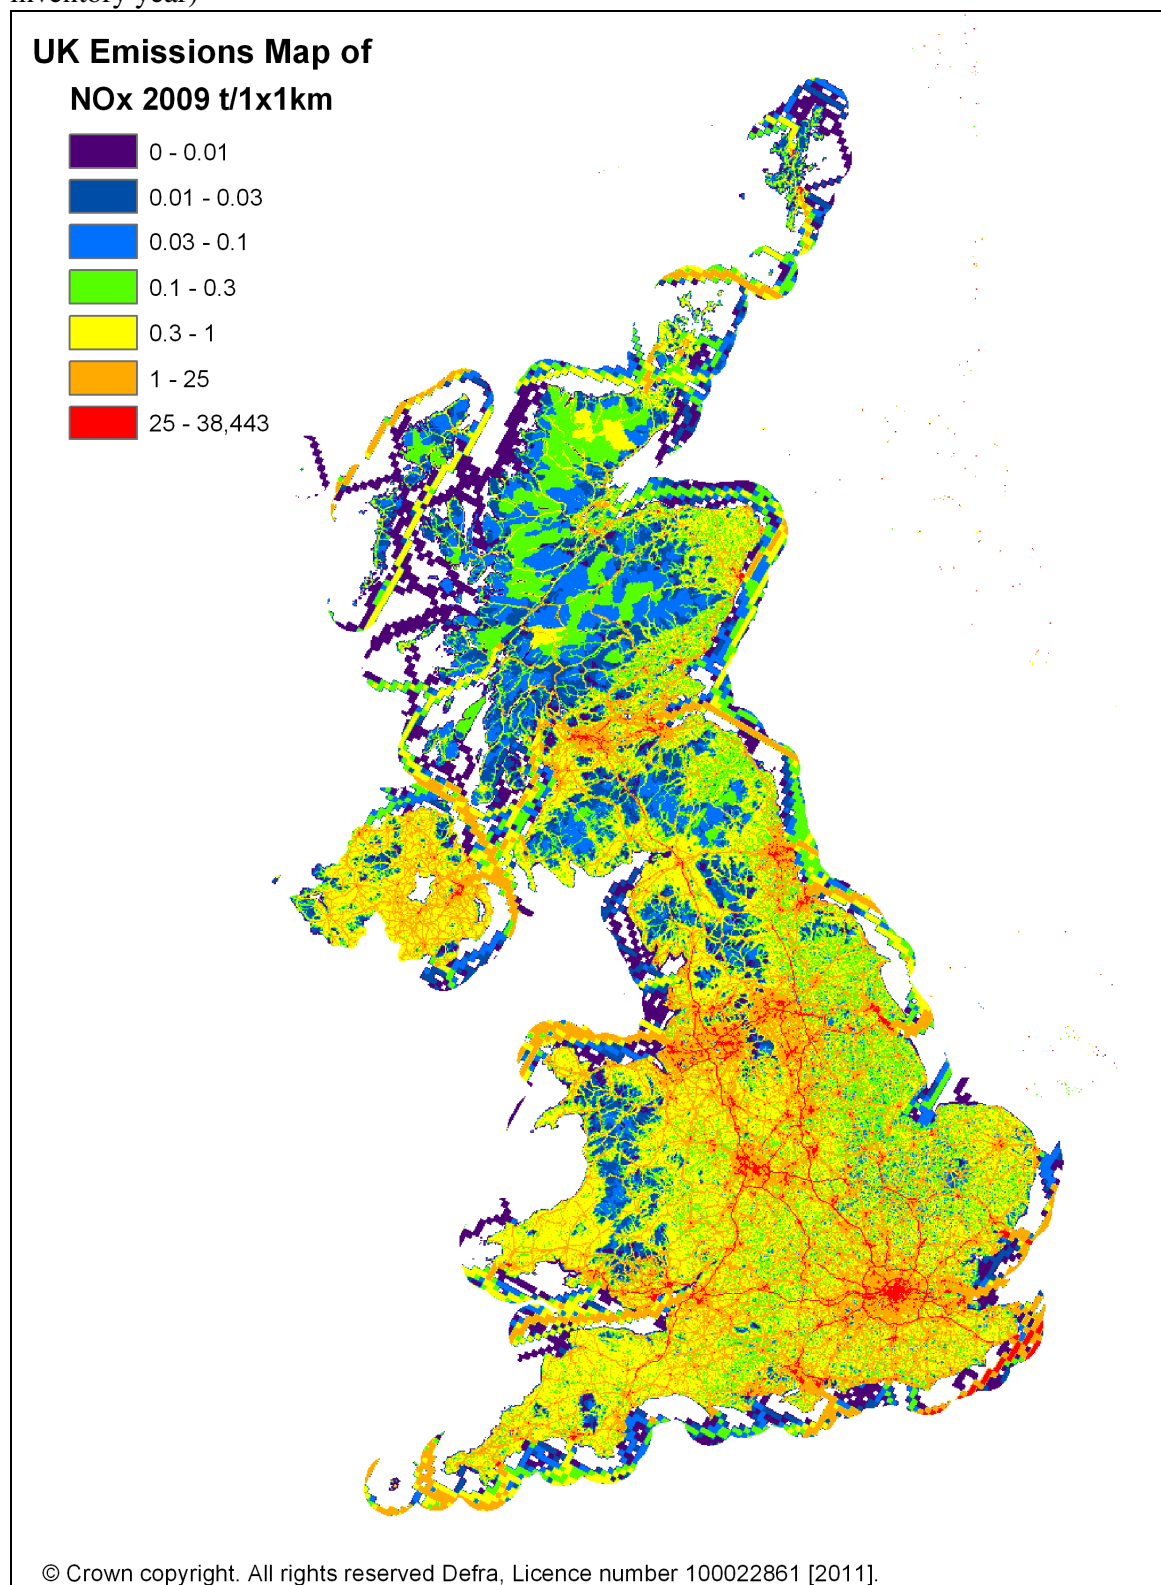 inventory year)
UK Emissions Map of
NOx 2009 t/1x1km
0 - 0.01
0.01 - 0.03
0.03 - 0.1
0.1 - 0.3
0.3 - 1
1 - 25
25 - 38,443
© Crown copyright. All rights reserved Defra, Licence number 100022861 [2011].